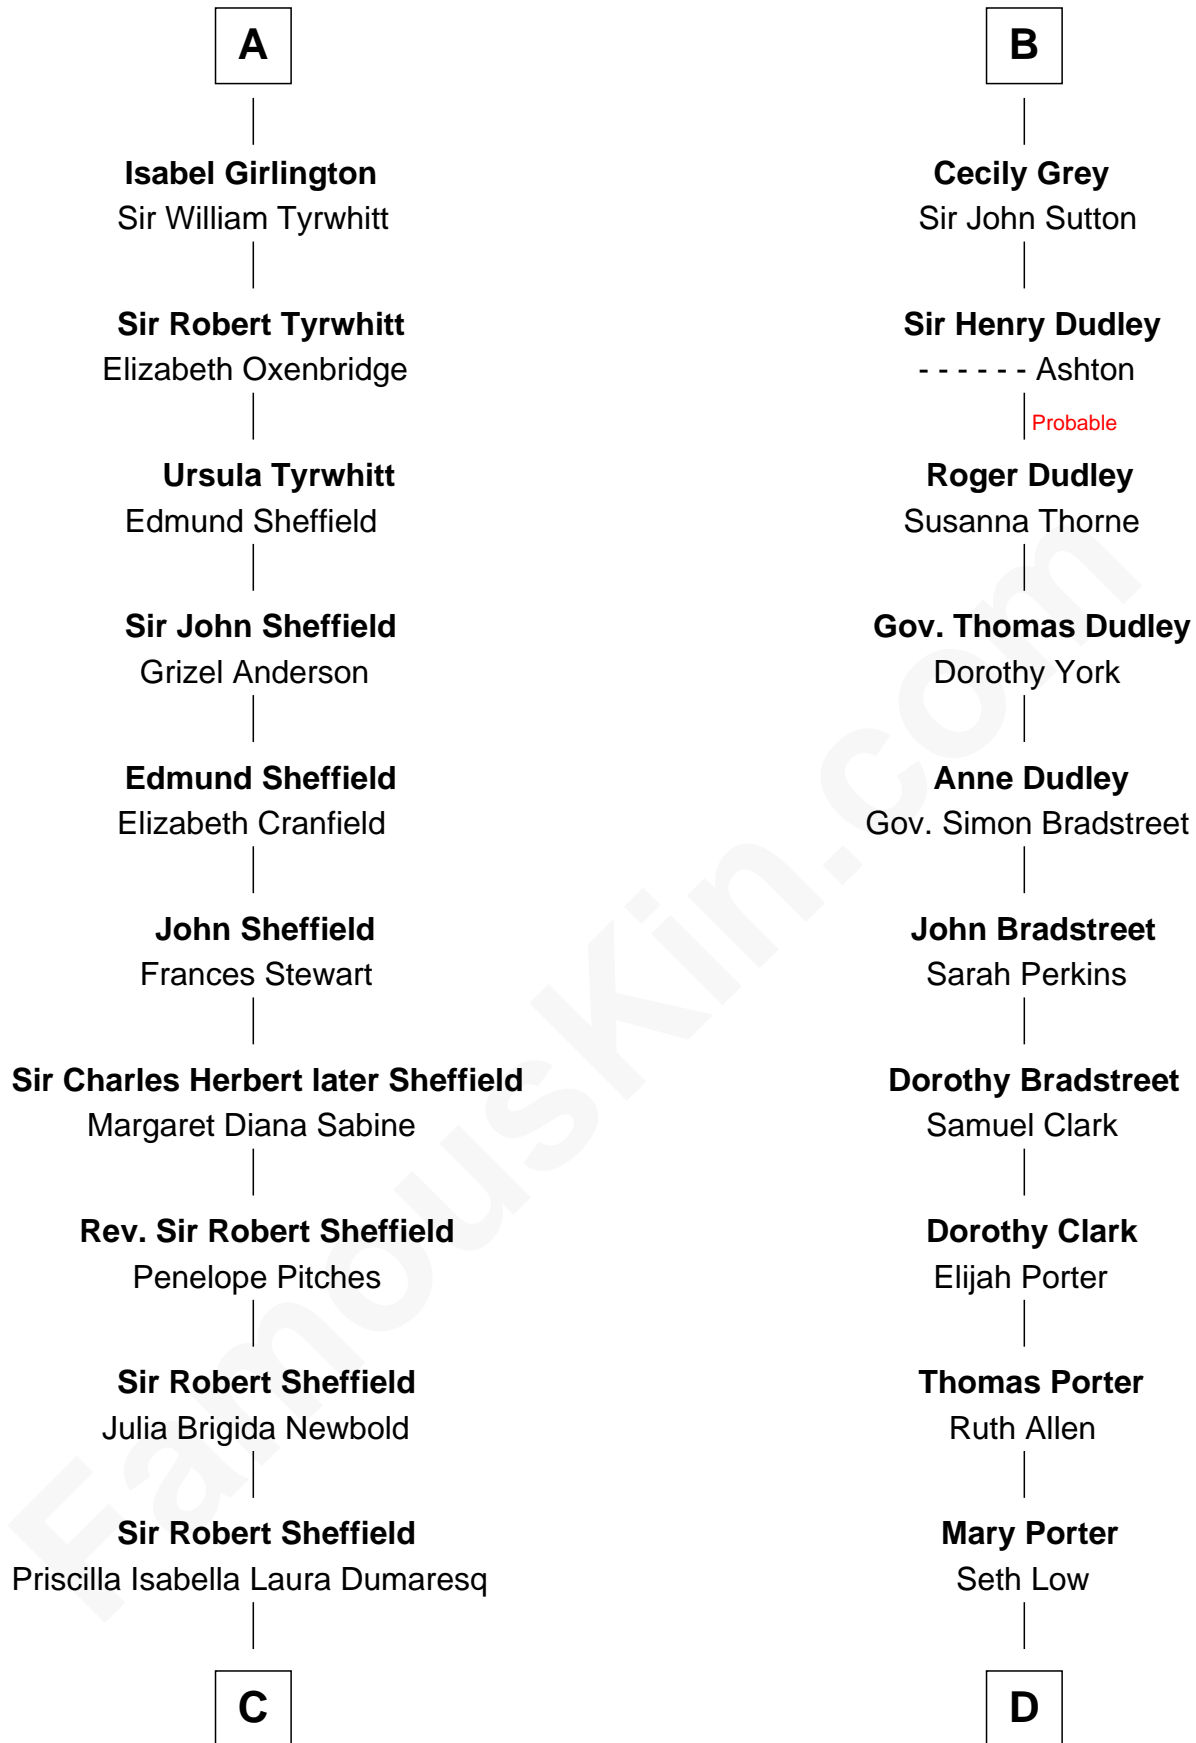 A
Isabel Girlington
Sir William Tyrwhitt
Sir Robert Tyrwhitt
Elizabeth Oxenbridge
Ursula Tyrwhitt
Edmund Sheffield
Sir John Sheffield
Grizel Anderson
Edmund Sheffield
Elizabeth Cranfield
John Sheffield
Frances Stewart
Sir Charles Herbert later Sheffield
Margaret Diana Sabine
Rev. Sir Robert Sheffield
Penelope Pitches
Sir Robert Sheffield
Julia Brigida Newbold
Sir Robert Sheffield
Priscilla Isabella Laura Dumaresq
C
B
Cecily Grey
Sir John Sutton
Sir Henry Dudley
- - - - - - Ashton
Probable
Roger Dudley
Susanna Thorne
Gov. Thomas Dudley
Dorothy York
Anne Dudley
Gov. Simon Bradstreet
John Bradstreet
Sarah Perkins
Dorothy Bradstreet
Samuel Clark
Dorothy Clark
Elijah Porter
Thomas Porter
Ruth Allen
Mary Porter
Seth Low
D
FamousKin.com